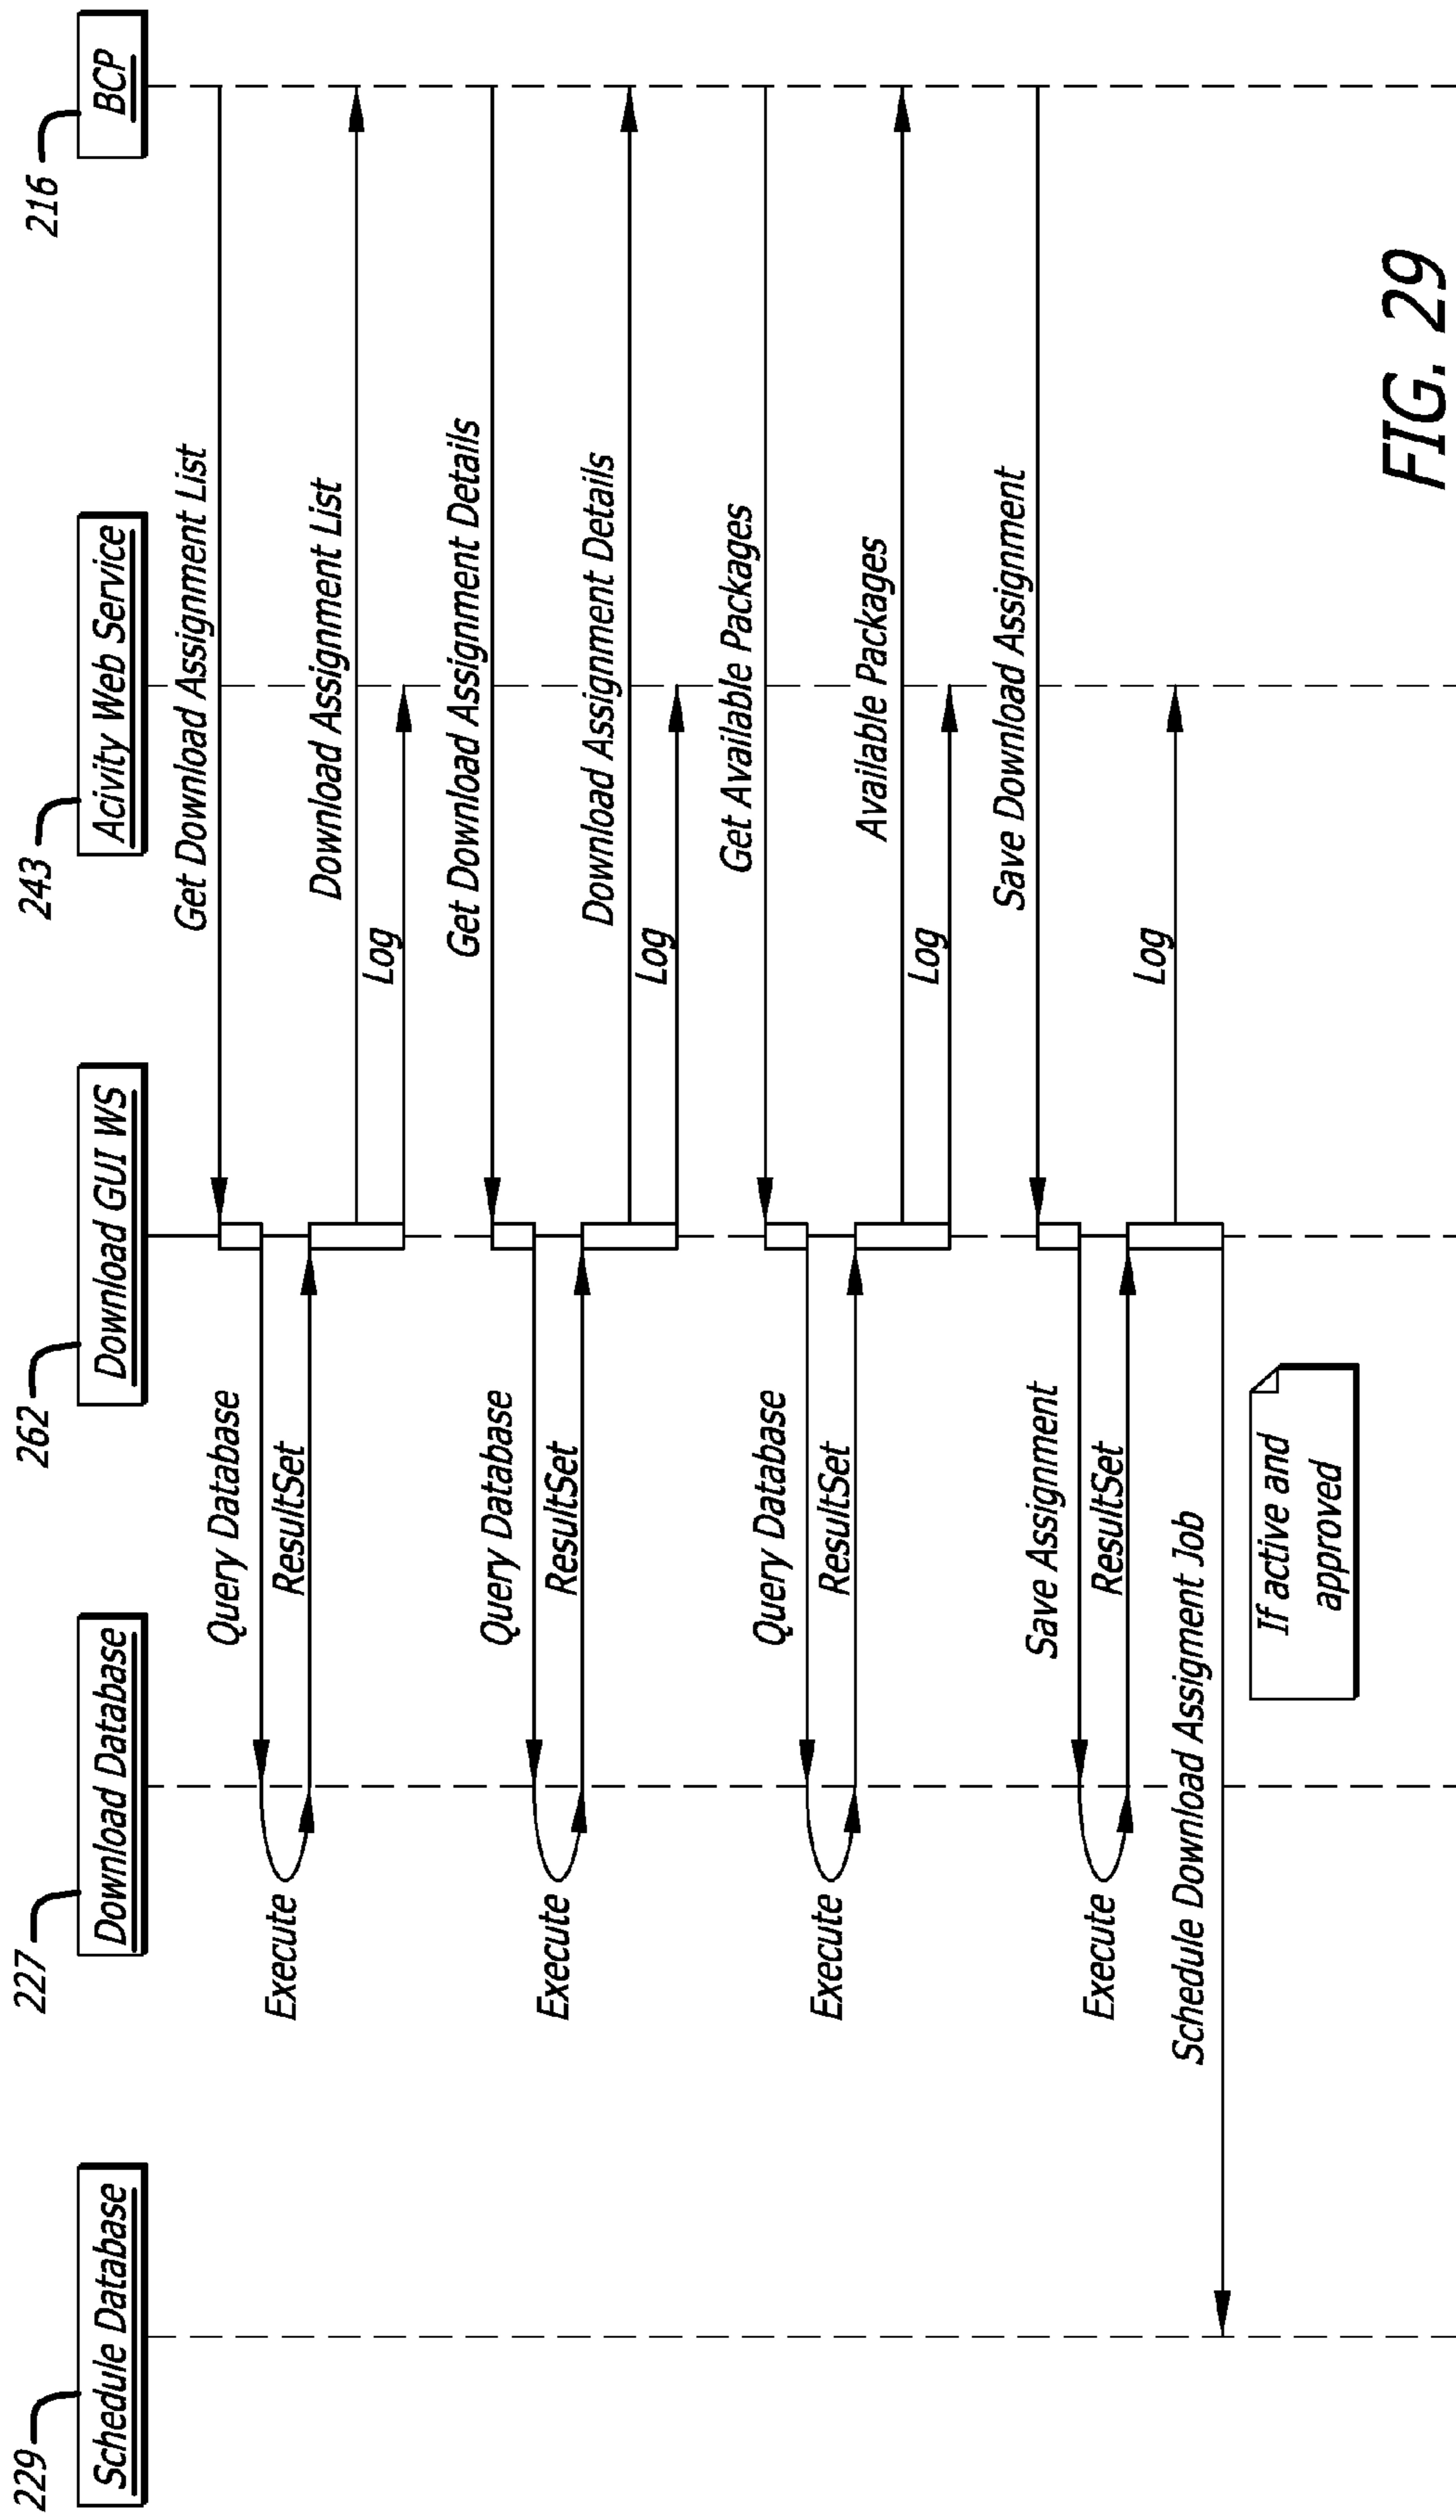 229
227
262
243
216
Schedule Database
Download Database
Download GUI WS
Acivity Web Service
BCP
Get Download Assignment List
Query Database
Execute
ResultSet
Download Assignment List
Log
Get Download Assignment Details
Query Database
Execute
ResultSet
Download Assignment Details
Log
Get Available Packages
Query Database
Execute
ResultSet
Available Packages
Log
Save Download Assignment
Save Assignment
Execute
ResultSet
Log
Schedule Download Assigment Job
If active and
approved
FIG. 29